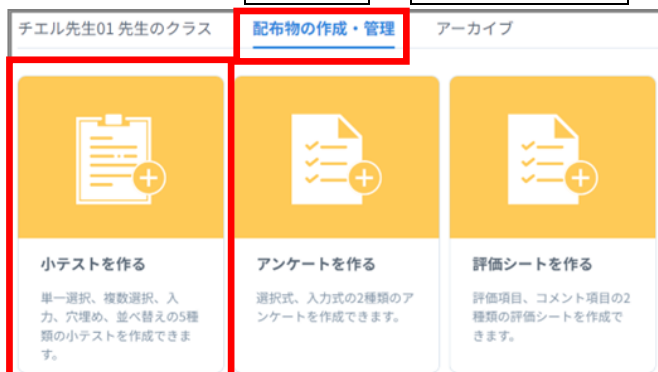 チエル先生01 先生のクラス
配布物の作成・管理
アーカイブ
小テストを作る
単一選択、複数選択、入
力、穴埋め、並べ替えの5種
類の小テストを作成できま
す。
アンケートを作る
選択式、入力式の2種類のア
ンケートを作成できます。
評価シートを作る
評価項目、コメント項目の2
種類の評価シートを作成で
きます。